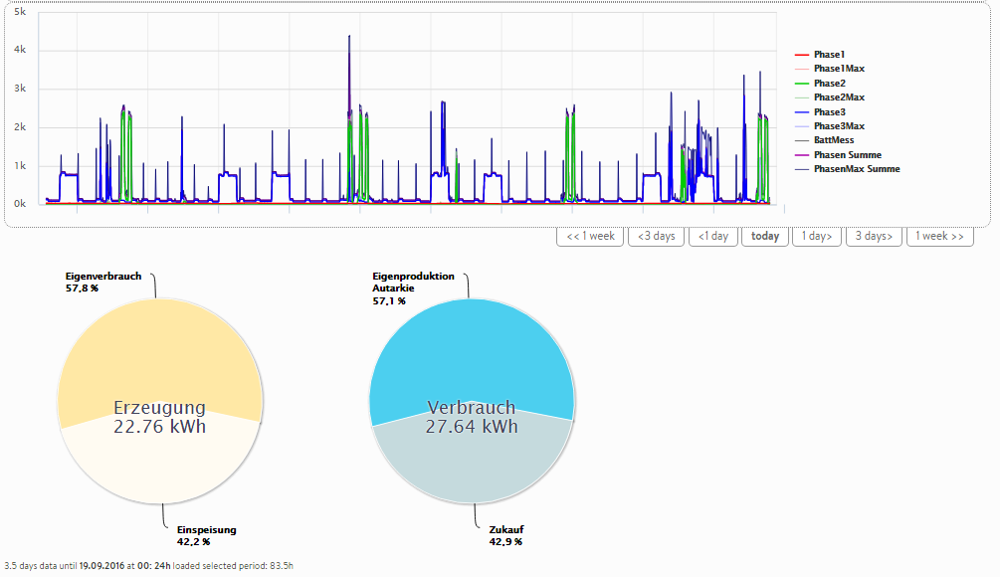 5k
4k
3k
2k
1k
0k
Phase1
Phase1Max
Phase2
Phase2Max
Phase3
Phase3Max
BattMess
Phasen Summe
PhasenMax Summe
<< 1 week
<3 days
<1 day
today
1 day>
3 days>
1 week >>
Eigenverbrauch
57,8 %
Eigenproduktion
Autarkie
57,1 %
Erzeugung
22.76 kWh
Verbrauch
27.64 kWh
Einspeisung
42,2 %
Zukauf
42,9 %
3.5 days data until 19.09.2016 at 00: 24h loaded selected period: 83.5h